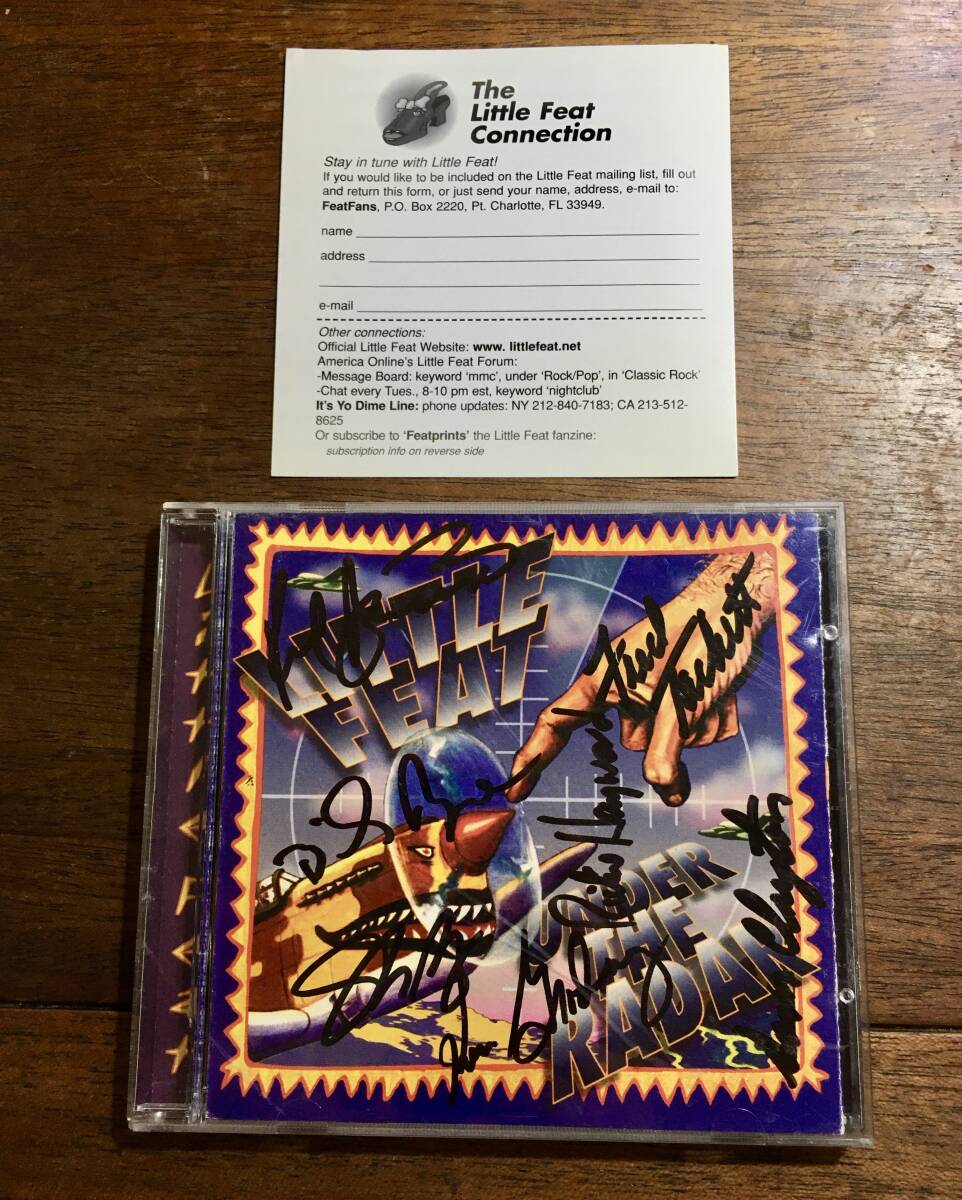 The
Little Feat
Connection
Stay in tune with Little Feat!
If you would like to be included on the Little Feat mailing list, fill out
and return this form, or just send your name, address, e-mail to:
FeatFans, P.O. Box 2220, Pt. Charlotte, FL 33949.
name
address
e-mail
Other connections:
Official Little Feat Website: www. littlefeat.net
America Online's Little Feat Forum:
-Message Board: keyword 'mmc', under 'Rock/Pop', in 'Classic Rock'
-Chat every Tues., 8-10 pm est, keyword 'nightclub'
It's Yo Dime Line: phone updates: NY 212-840-7183; CA 213-512-
8625
Or subscribe to 'Featprints' the Little Feat fanzine:
subscription info on reverse side
LITTLE
FEAT
Fred
Tackett
Richie Hayward
UNDER
THE
RADAR
Clayton